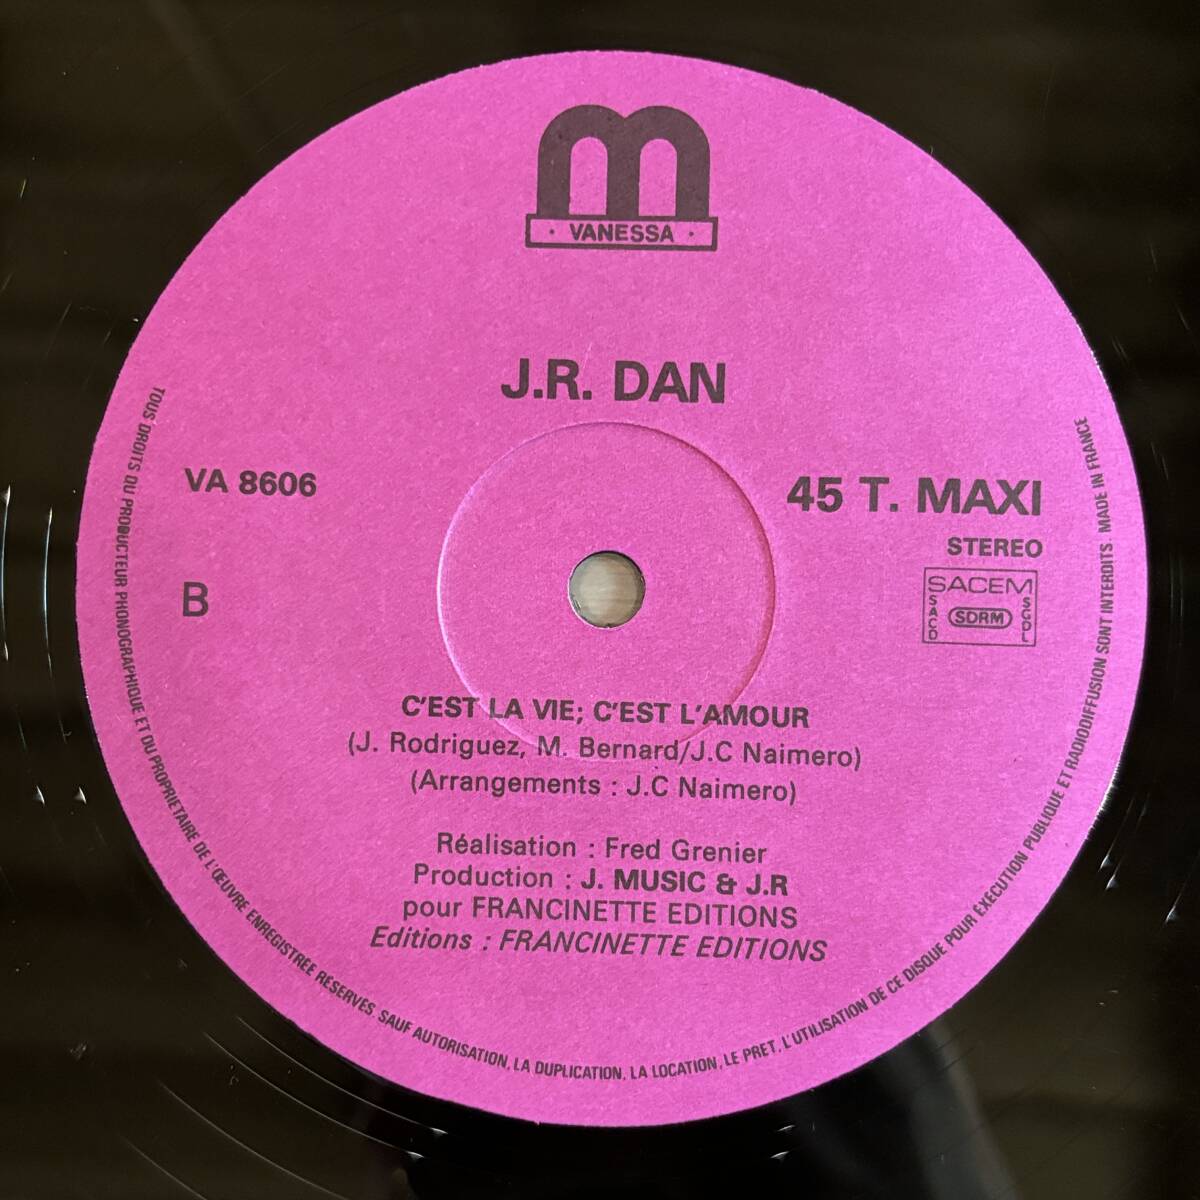 m
· VANESSA ·
J.R. DAN
VA 8606
45 T. MAXI
STEREO
B
SACEM
SACD
SDRM
SGDL
C'EST LA VIE; C'EST L'AMOUR
(J. Rodriguez, M. Bernard/J.C Naimero)
(Arrangements : J.C Naimero)
Réalisation : Fred Grenier
Production : J. MUSIC & J.R
pour FRANCINETTE EDITIONS
Editions : FRANCINETTE EDITIONS
TOUS DROITS DU PRODUCTEUR PHONOGRAPHIQUE ET DU PROPRIETAIRE DE L'ŒUVRE ENREGISTREE RESERVES. SAUF AUTORISATION, LA DUPLICATION, LA LOCATION, LE PRET, L'UTILISATION DE CE DISQUE POUR EXECUTION PUBLIQUE ET RADIODIFFUSION SONT INTERDITS. MADE IN FRANCE